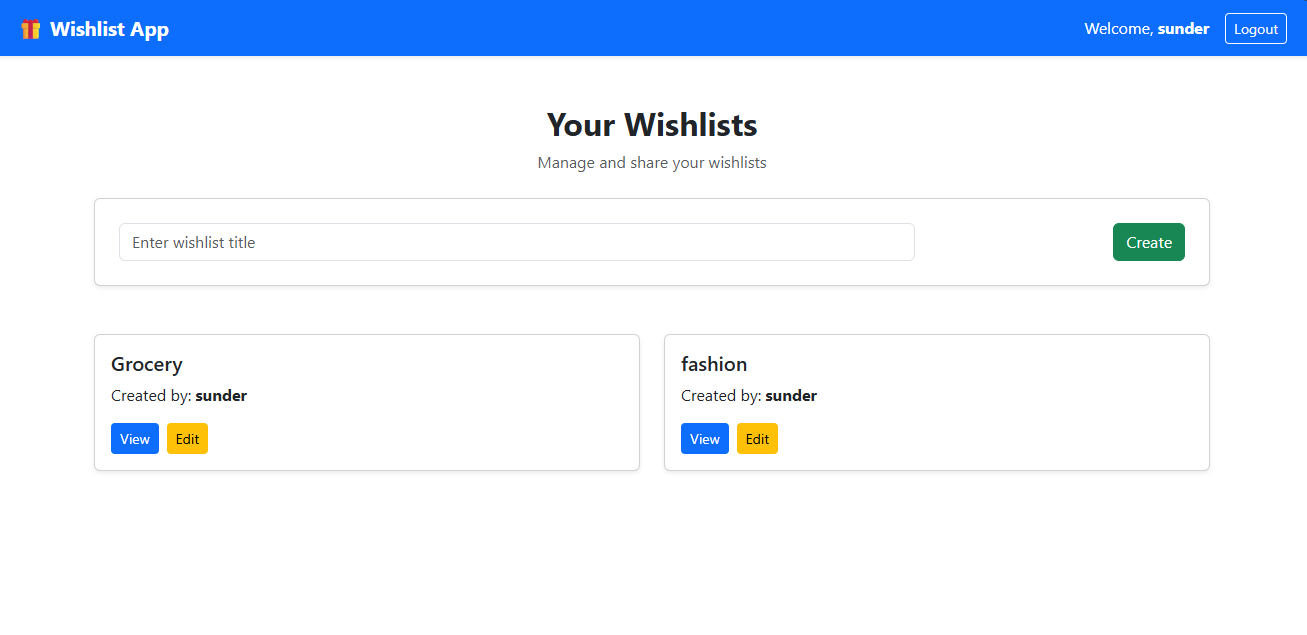 Wishlist App
Welcome, sunder
Logout
Your Wishlists
Manage and share your wishlists
Enter wishlist title
Create
Grocery
Created by: sunder
View
Edit
fashion
Created by: sunder
View
Edit